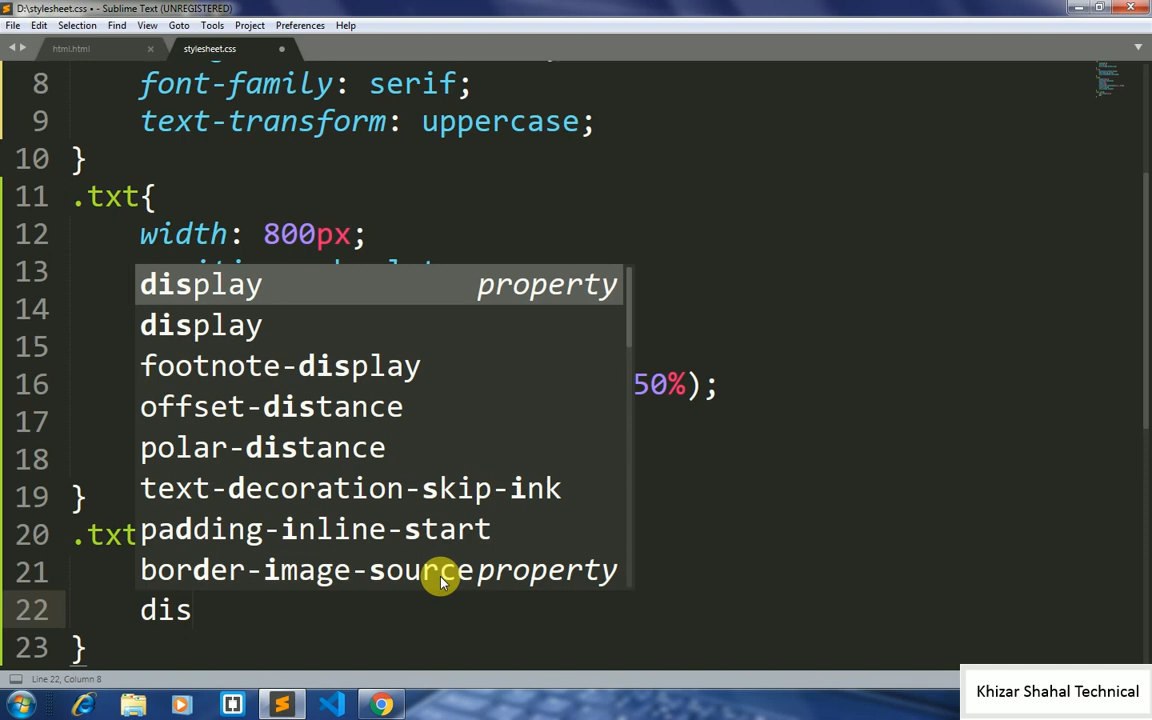 D:\stylesheet.css • - Sublime Text (UNREGISTERED)
File Edit Selection Find View Goto Tools Project Preferences Help
html.html × stylesheet.css
8 font-family: serif;
9 text-transform: uppercase;
10 }
11 .txt{
12 width: 800px;
13
display property
14
display
15
footnote-display
16 50%);
offset-distance
17
polar-distance
18
text-decoration-skip-ink
19 }
padding-inline-start
20 .txt
border-image-source property
21
22 dis
23 }
Line 22, Column 8
Khizar Shahal Technical